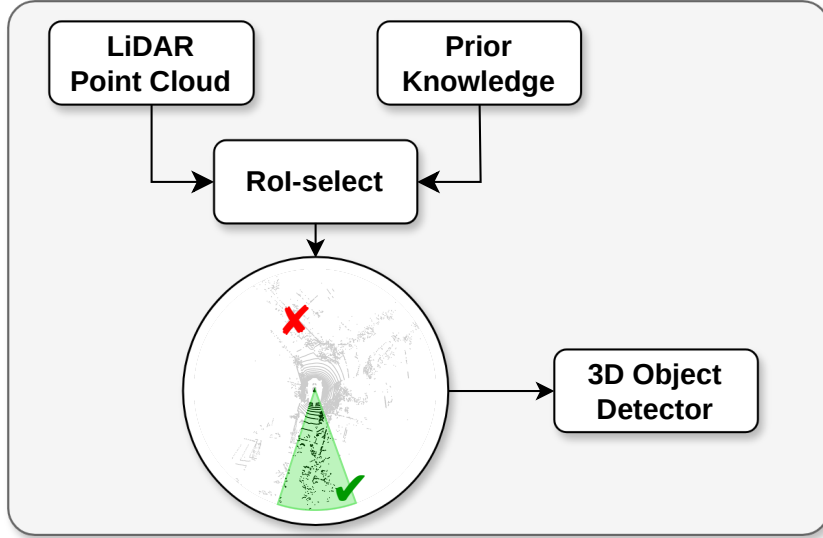 LiDAR
Point Cloud
Prior
Knowledge
RoI-select
3D Object
Detector